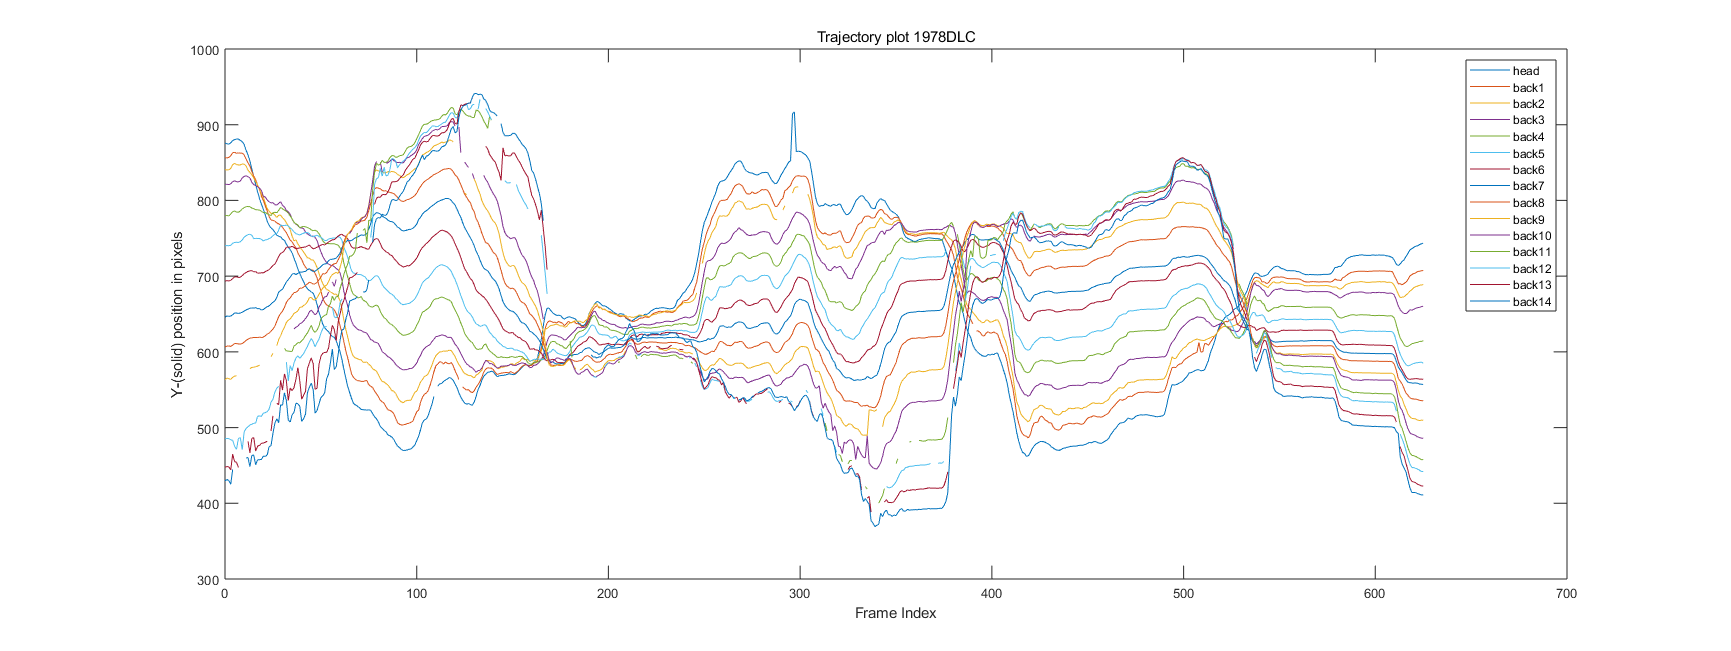 Trajectory plot 1978DLC
1000
900
800
700
600
500
400
300
Y-(solid) position in pixels
0 100 200 300 400 500 600 700
Frame Index
head
back1
back2
back3
back4
back5
back6
back7
back8
back9
back10
back11
back12
back13
back14